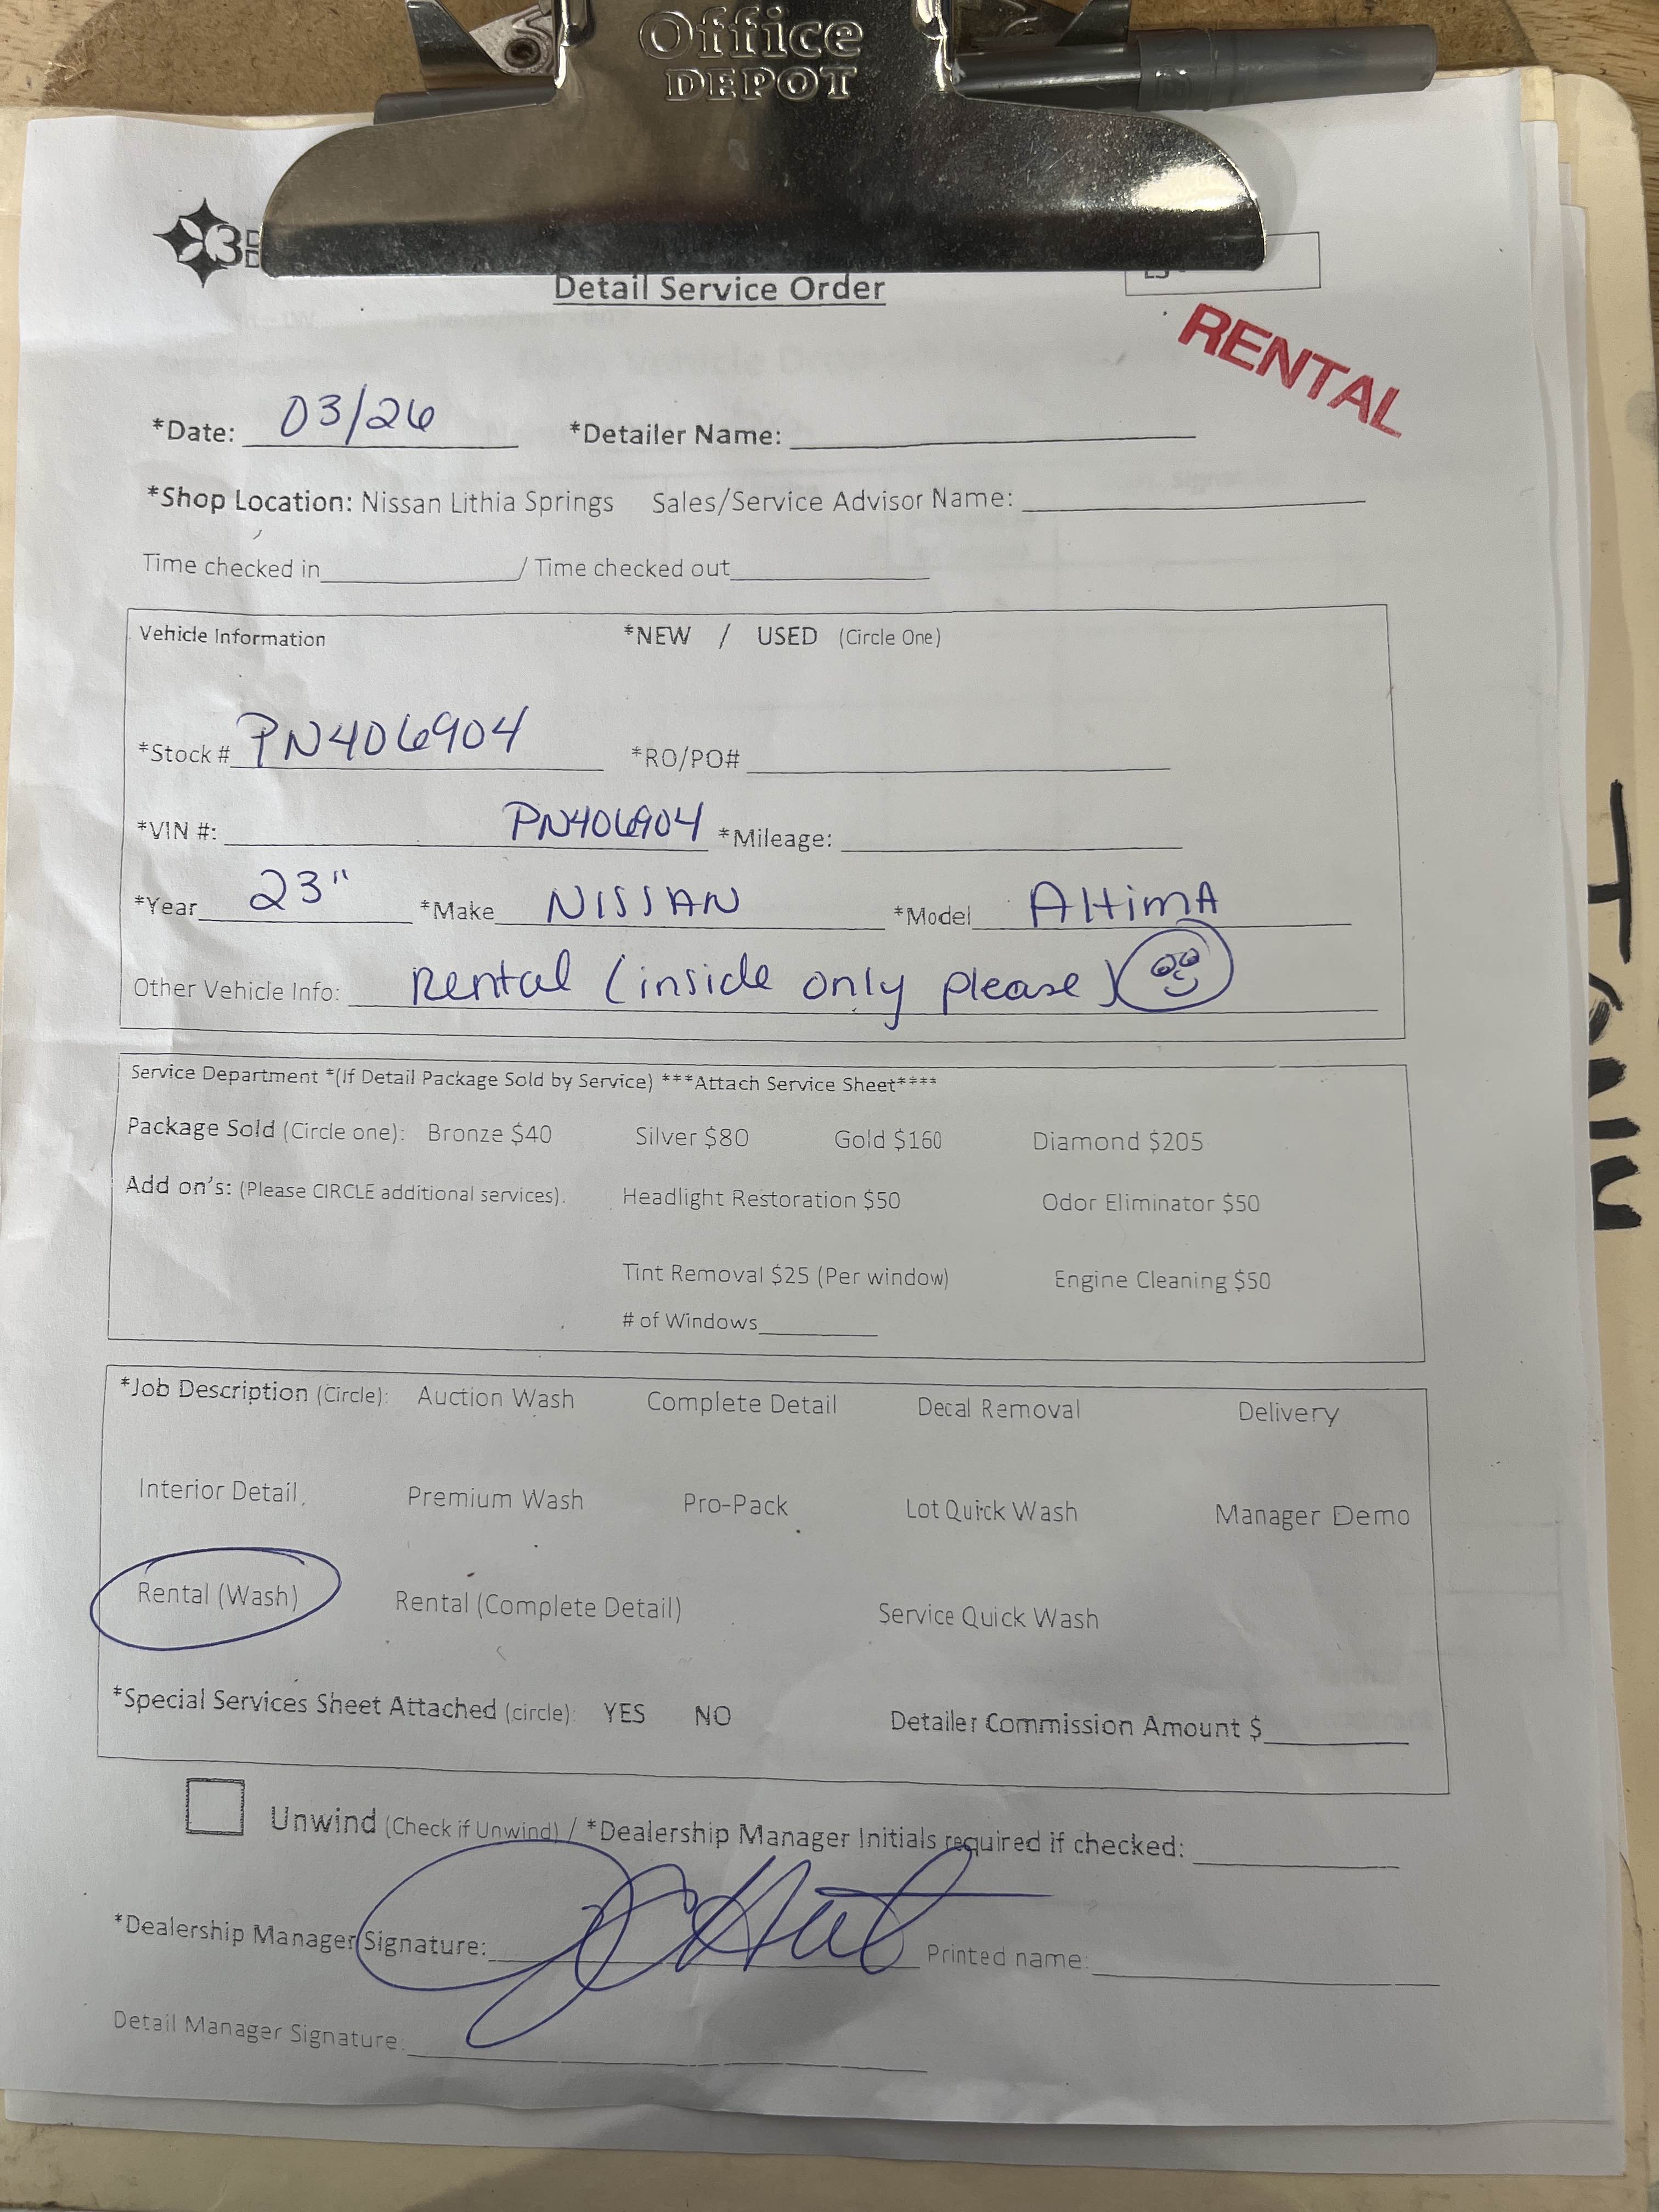 Office
DEPOT
3
Detail Service Order
RENTAL
*Date: 03/26 *Detailer Name:
*Shop Location: Nissan Lithia Springs Sales/Service Advisor Name:
Time checked in / Time checked out
Vehicle Information *NEW / USED (Circle One)
*Stock # PN406904 *RO/PO#
*VIN #: PN406904 *Mileage:
*Year 23" *Make NISSAN *Model AltimA
Other Vehicle Info: Rental (inside only please)
Service Department *(If Detail Package Sold by Service) ***Attach Service Sheet****
Package Sold (Circle one): Bronze $40 Silver $80 Gold $160 Diamond $205
Add on's: (Please CIRCLE additional services). Headlight Restoration $50 Odor Eliminator $50
Tint Removal $25 (Per window) Engine Cleaning $50
# of Windows
*Job Description (Circle): Auction Wash Complete Detail Decal Removal Delivery
Interior Detail Premium Wash Pro-Pack Lot Quick Wash Manager Demo
Rental (Wash) Rental (Complete Detail) Service Quick Wash
*Special Services Sheet Attached (circle): YES NO Detailer Commission Amount $
Unwind (Check if Unwind) / *Dealership Manager Initials required if checked:
*Dealership Manager Signature: Printed name:
Detail Manager Signature: